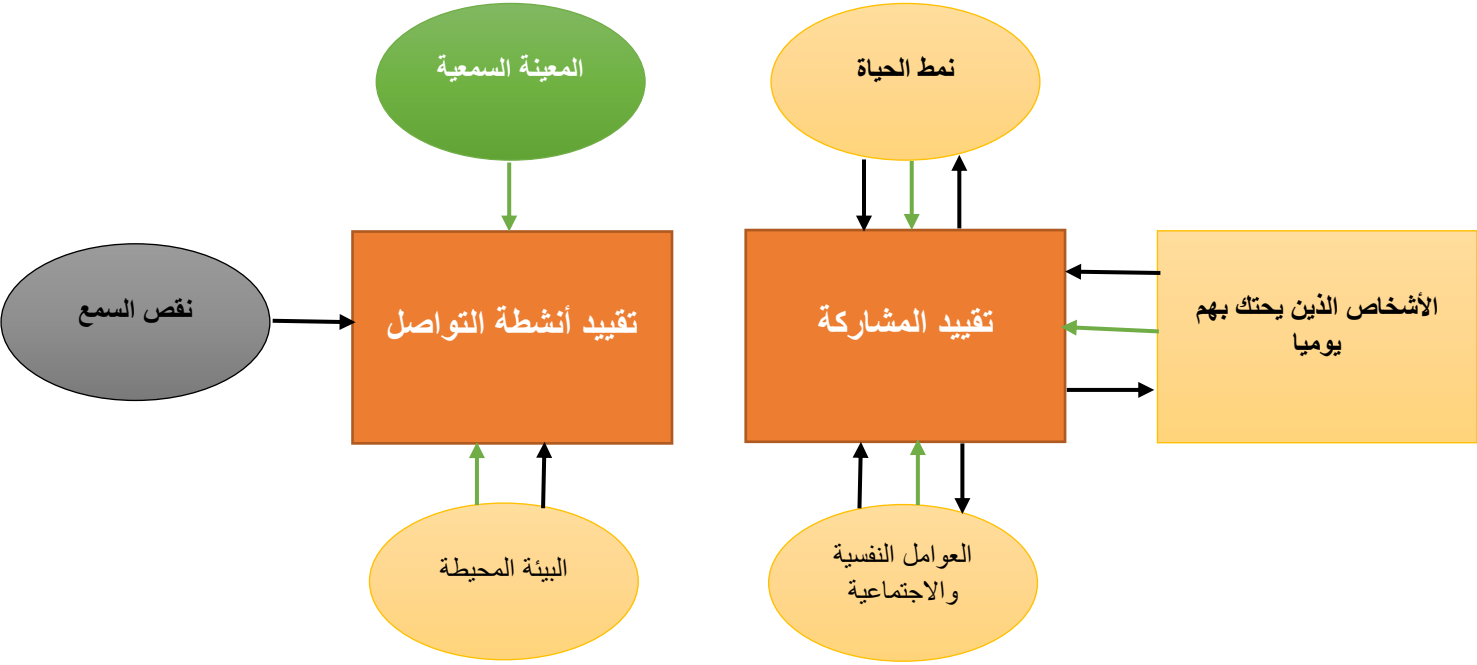 المعينة السمعية
نمط الحياة
نقص السمع
تقييد أنشطة التواصل
تقييد المشاركة
الأشخاص الذين يحتك بهم
يوميا
البيئة المحيطة
العوامل النفسية
والاجتماعية